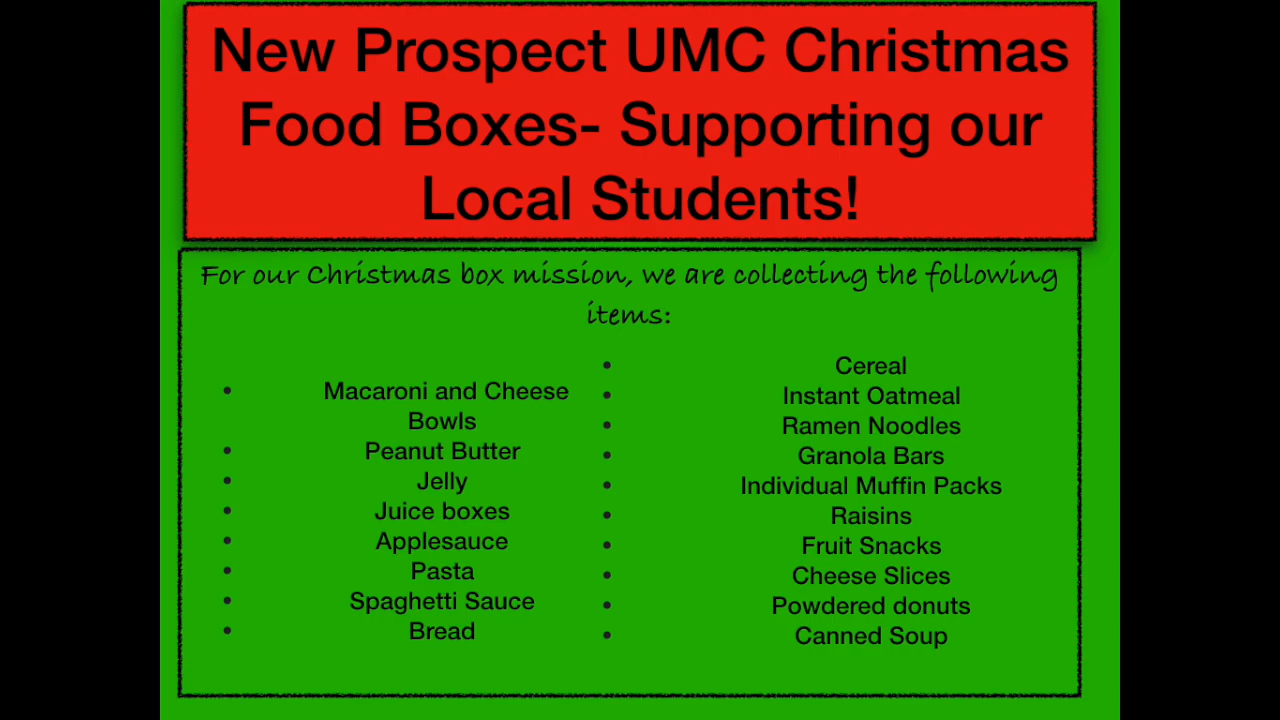 New Prospect UMC Christmas
Food Boxes- Supporting our
Local Students!
For our Christmas box mission, we are collecting the following
items:
• Macaroni and Cheese
Bowls
• Peanut Butter
• Jelly
• Juice boxes
• Applesauce
• Pasta
• Spaghetti Sauce
• Bread
• Cereal
• Instant Oatmeal
• Ramen Noodles
• Granola Bars
• Individual Muffin Packs
• Raisins
• Fruit Snacks
• Cheese Slices
• Powdered donuts
• Canned Soup